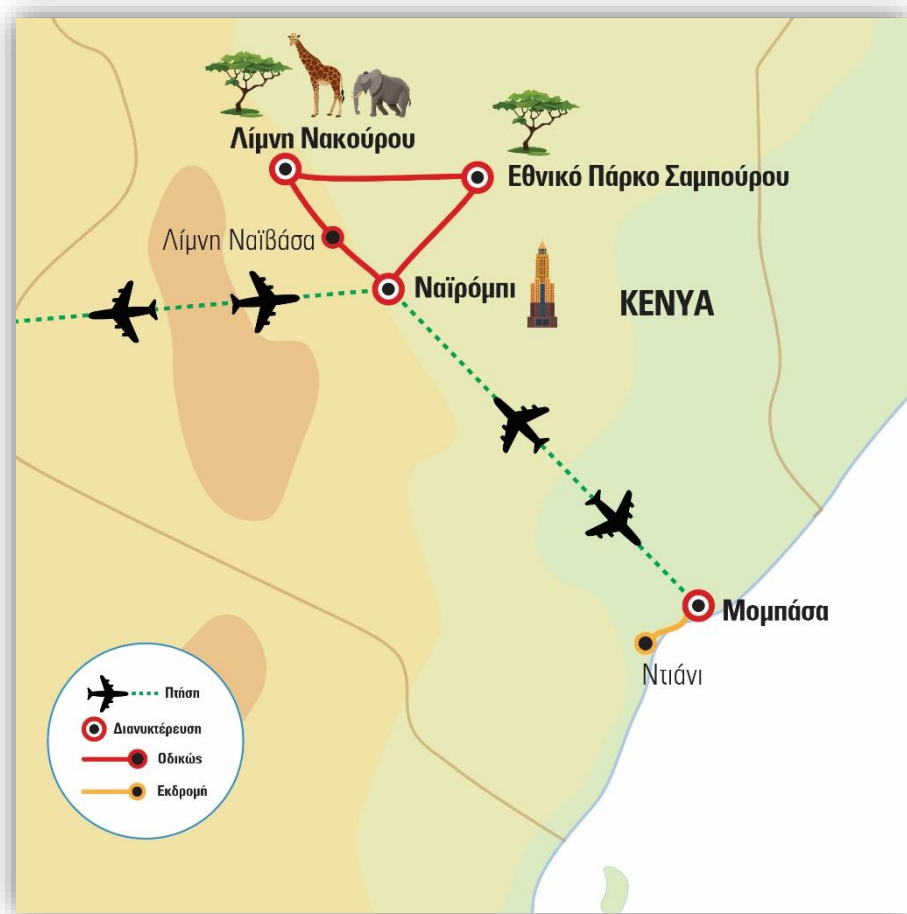 Λίμνη Νακούρου
Εθνικό Πάρκο Σαμπούρου
Λίμνη Ναϊβάσα
Ναϊρόμπι
KENYA
Μομπάσα
Ντιάνι
Πτήση
Διανυκτέρευση
Οδικώς
Εκδρομή